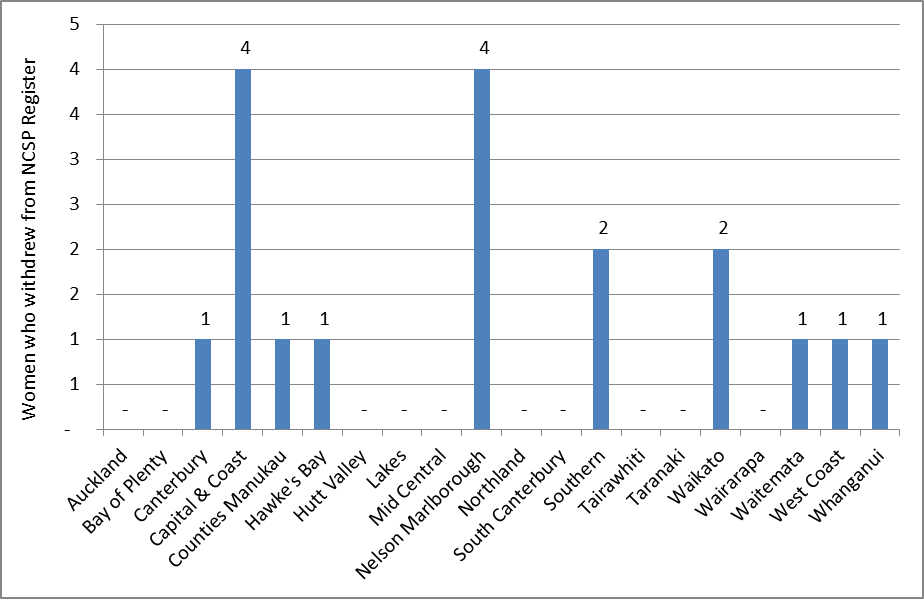 Women who withdrew from NCSP Register
5
4
4
3
3
2
2
1
1
-
- - 1 4 1 1 - - - 4 - - 2 - - 2 - 1 1 1
Auckland
Bay of Plenty
Canterbury
Capital & Coast
Counties Manukau
Hawke's Bay
Hutt Valley
Lakes
Mid Central
Nelson Marlborough
Northland
South Canterbury
Southern
Tairawhiti
Taranaki
Waikato
Wairarapa
Waitemata
West Coast
Whanganui